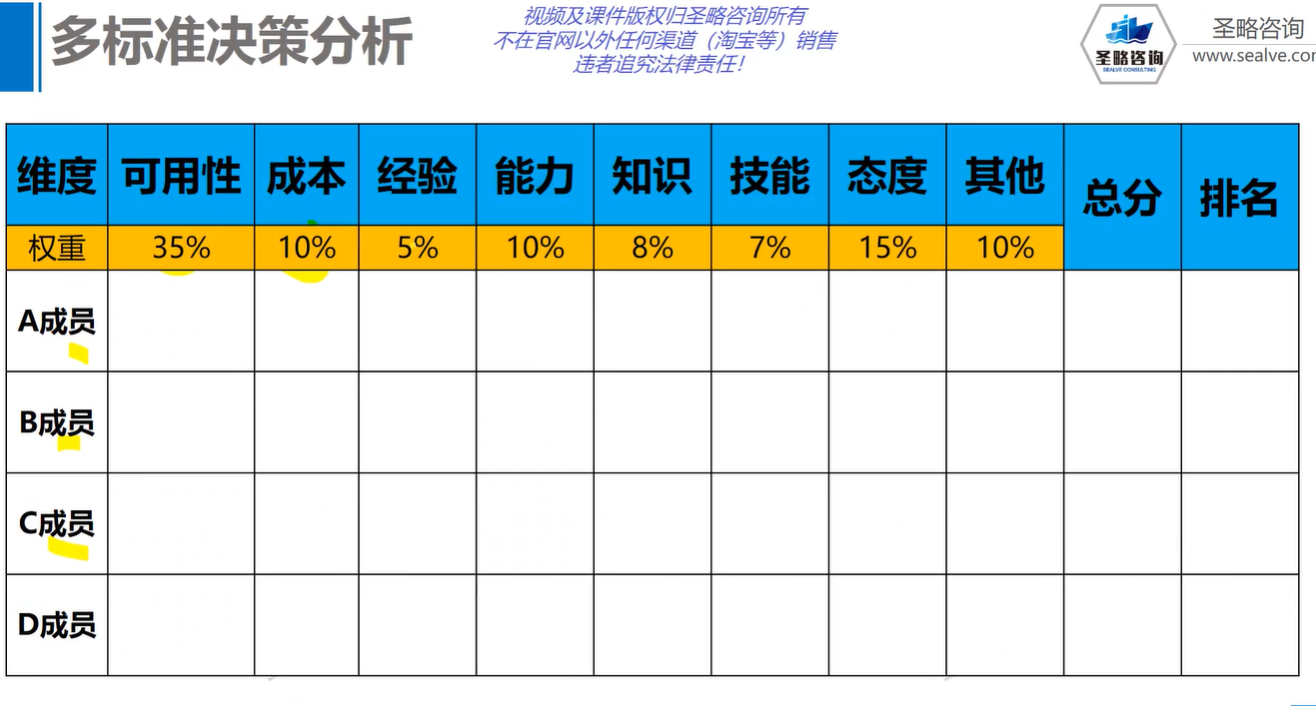 多标准决策分析
视频及课件版权归圣略咨询所有
不在官网以外任何渠道（淘宝等）销售
违者追究法律责任！
圣略咨询
SEALVE CONSULTING
圣略咨询
www.sealve.con
维度 可用性 成本 经验 能力 知识 技能 态度 其他 总分 排名
权重 35% 10% 5% 10% 8% 7% 15% 10%
A成员
B成员
C成员
D成员